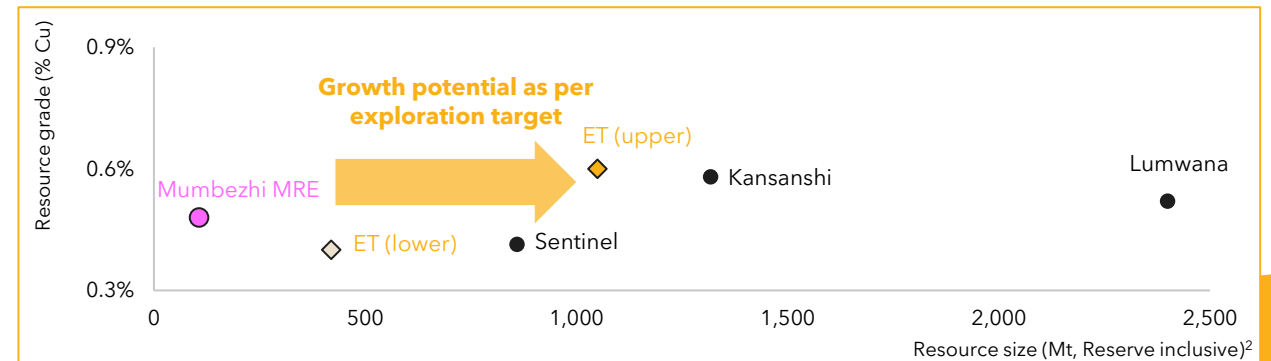 Resource grade (% Cu)
0.9%
0.6%
0.3%
Growth potential as per
exploration target
ET (upper)
Lumwana
Kansanshi
Mumbezhi MRE
ET (lower)
Sentinel
0
500
1,000
1,500
2,000
2,500
Resource size (Mt, Reserve inclusive)²